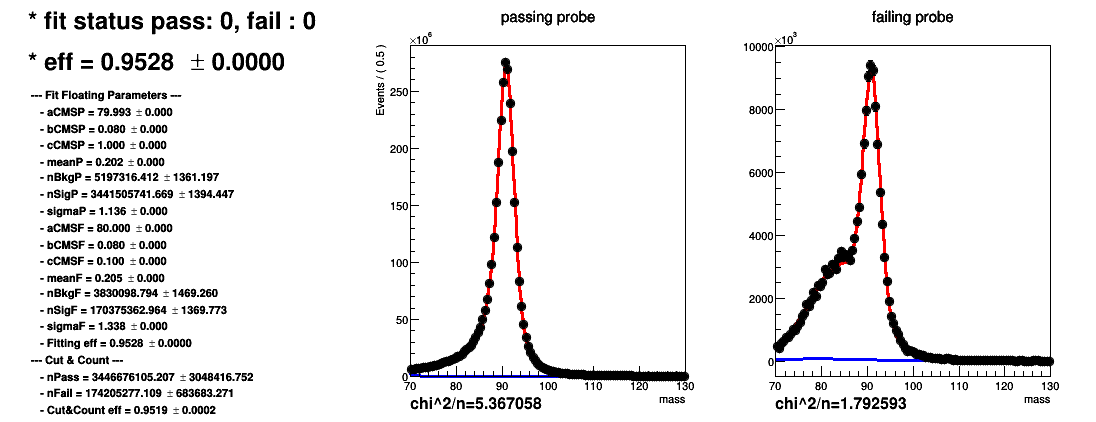 * fit status pass: 0, fail : 0
* eff = 0.9528 ± 0.0000
--- Fit Floating Parameters ---
- aCMSP = 79.993 ± 0.000
- bCMSP = 0.080 ± 0.000
- cCMSP = 1.000 ± 0.000
- meanP = 0.202 ± 0.000
- nBkgP = 5197316.412 ± 1361.197
- nSigP = 3441505741.669 ± 1394.447
- sigmaP = 1.136 ± 0.000
- aCMSF = 80.000 ± 0.000
- bCMSF = 0.080 ± 0.000
- cCMSF = 0.100 ± 0.000
- meanF = 0.205 ± 0.000
- nBkgF = 3830098.794 ± 1469.260
- nSigF = 170375362.964 ± 1369.773
- sigmaF = 1.338 ± 0.000
- Fitting eff = 0.9528 ± 0.0000
--- Cut & Count ---
- nPass = 3446676105.207 ± 3048416.752
- nFail = 174205277.109 ± 683683.271
- Cut&Count eff = 0.9519 ± 0.0002
passing probe
×10^6
Events / ( 0.5 )
250
200
150
100
50
0
70 80 90 100 110 120 130
mass
chi^2/n=5.367058
failing probe
×10^3
10000
8000
6000
4000
2000
0
70 80 90 100 110 120 130
mass
chi^2/n=1.792593